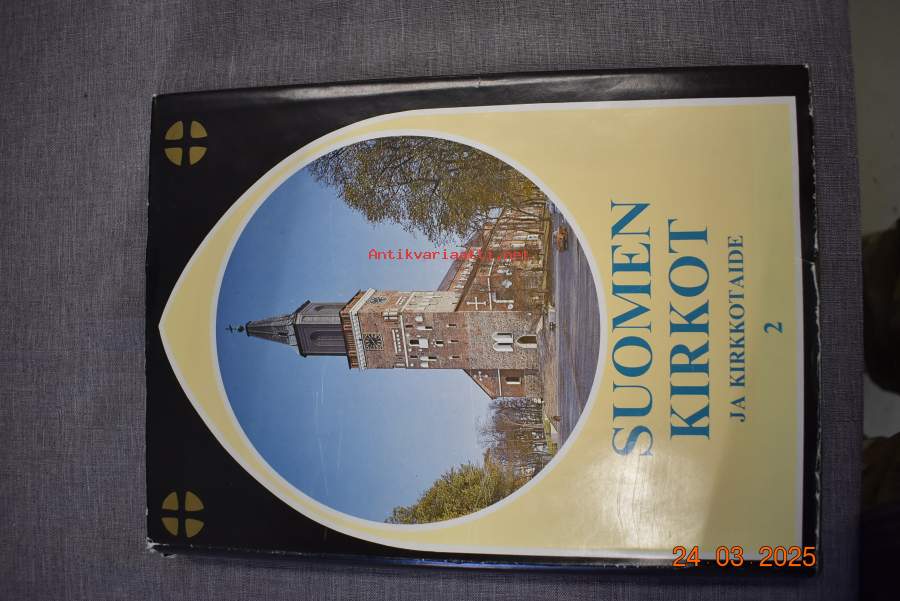 SUOMEN
KIRKOT
JA KIRKKOTAIDE
2
Antikvariaatti.net
24 03 2025